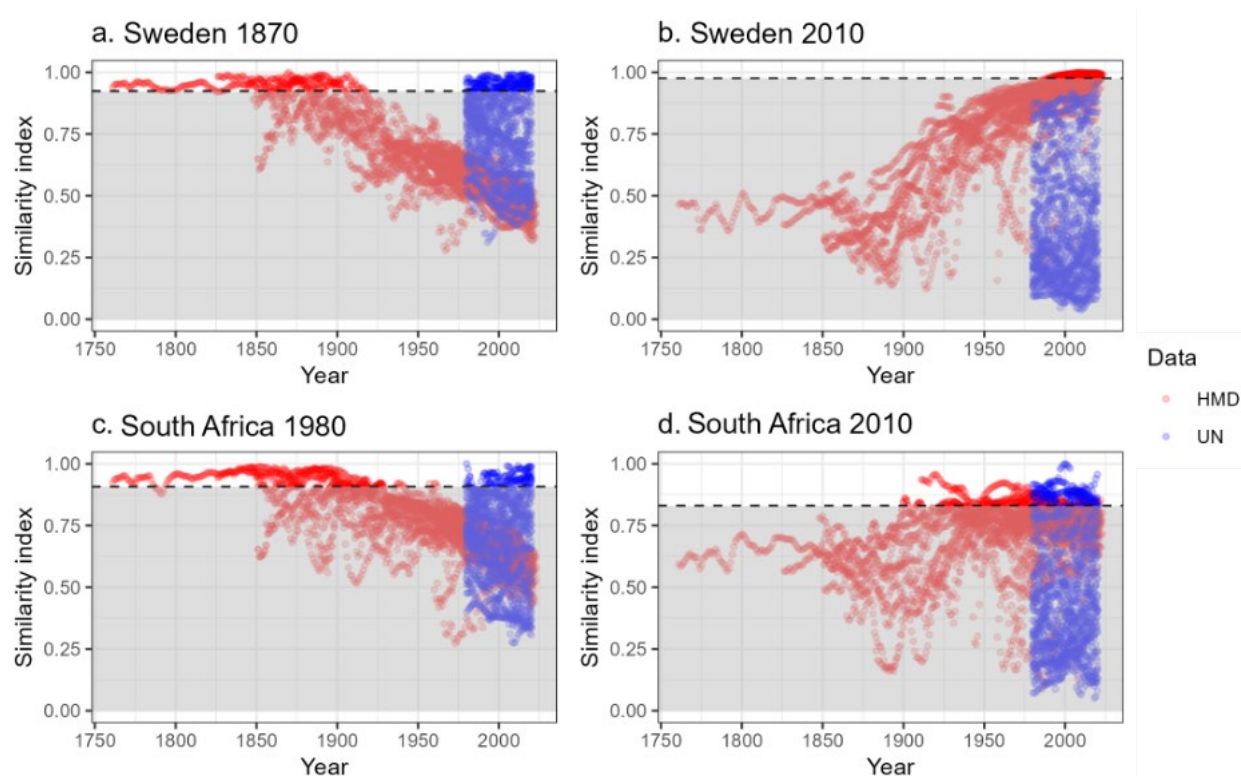 a. Sweden 1870
b. Sweden 2010
1.00
0.75
0.50
0.25
0.00
Similarity index
1750 1800 1850 1900 1950 2000
Year
1.00
0.75
0.50
0.25
0.00
Similarity index
1750 1800 1850 1900 1950 2000
Year
Data
HMD
UN
c. South Africa 1980
d. South Africa 2010
1.00
0.75
0.50
0.25
0.00
Similarity index
1750 1800 1850 1900 1950 2000
Year
1.00
0.75
0.50
0.25
0.00
Similarity index
1750 1800 1850 1900 1950 2000
Year